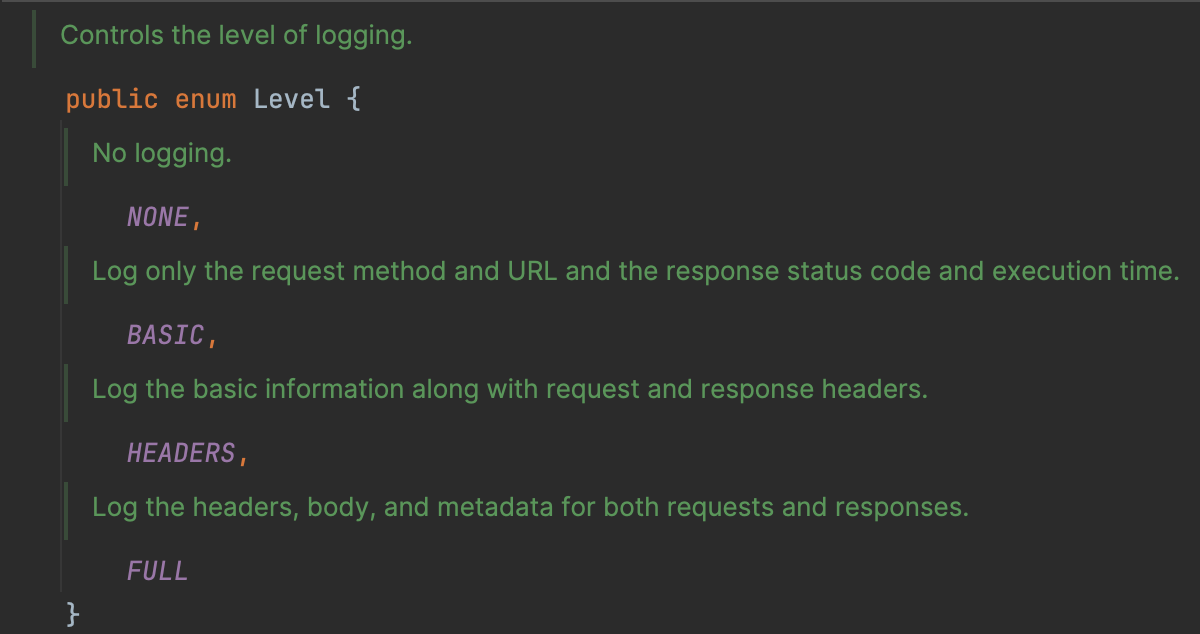 Controls the level of logging.
public enum Level {
No logging.
NONE,
Log only the request method and URL and the response status code and execution time.
BASIC,
Log the basic information along with request and response headers.
HEADERS,
Log the headers, body, and metadata for both requests and responses.
FULL
}